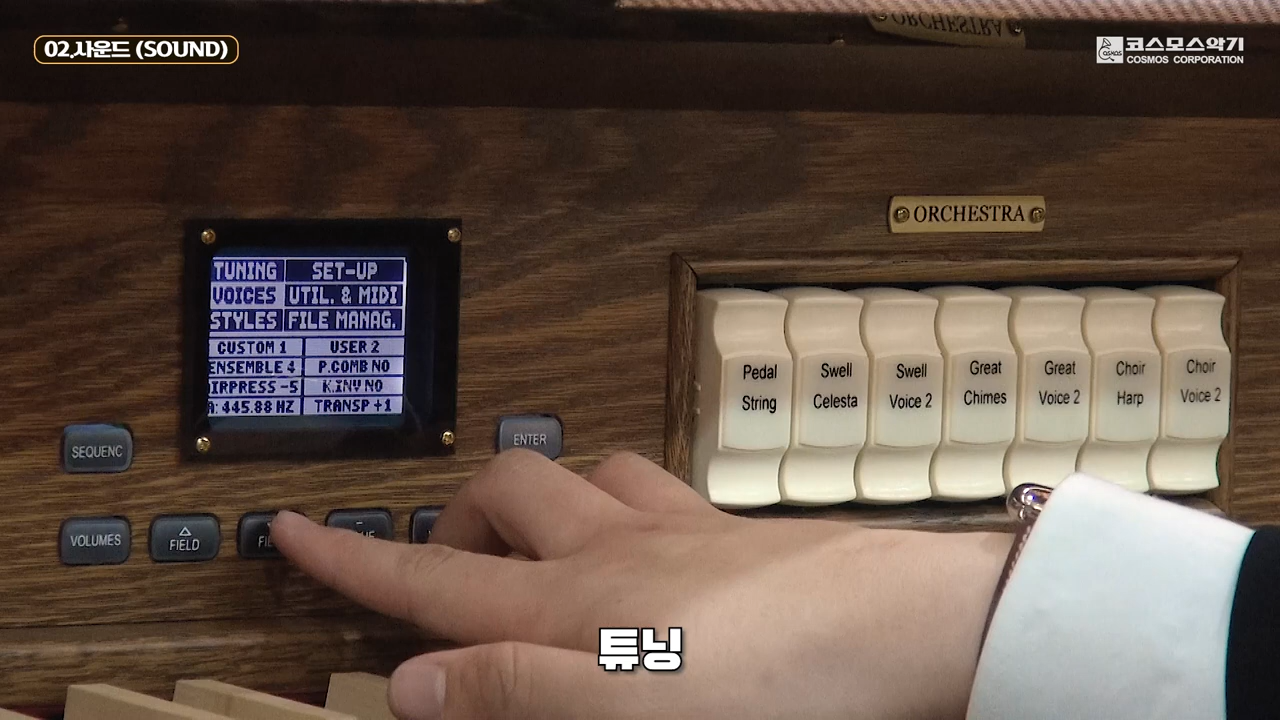 02.사운드 (SOUND)
코스모스악기
COSMOS CORPORATION
ORCHESTRA
ORCHESTRA
TUNING SET-UP
VOICES UTIL. & MIDI
STYLES FILE MANAG.
CUSTOM 1 USER 2
ENSEMBLE 4 P.COMB NO
IRPRESS -5 K.INV NO
A: 445.88 HZ TRANSP +1
Pedal String
Swell Celesta
Swell Voice 2
Great Chimes
Great Voice 2
Choir Harp
Choir Voice 2
SEQUENC
ENTER
VOLUMES
FIELD
튜닝